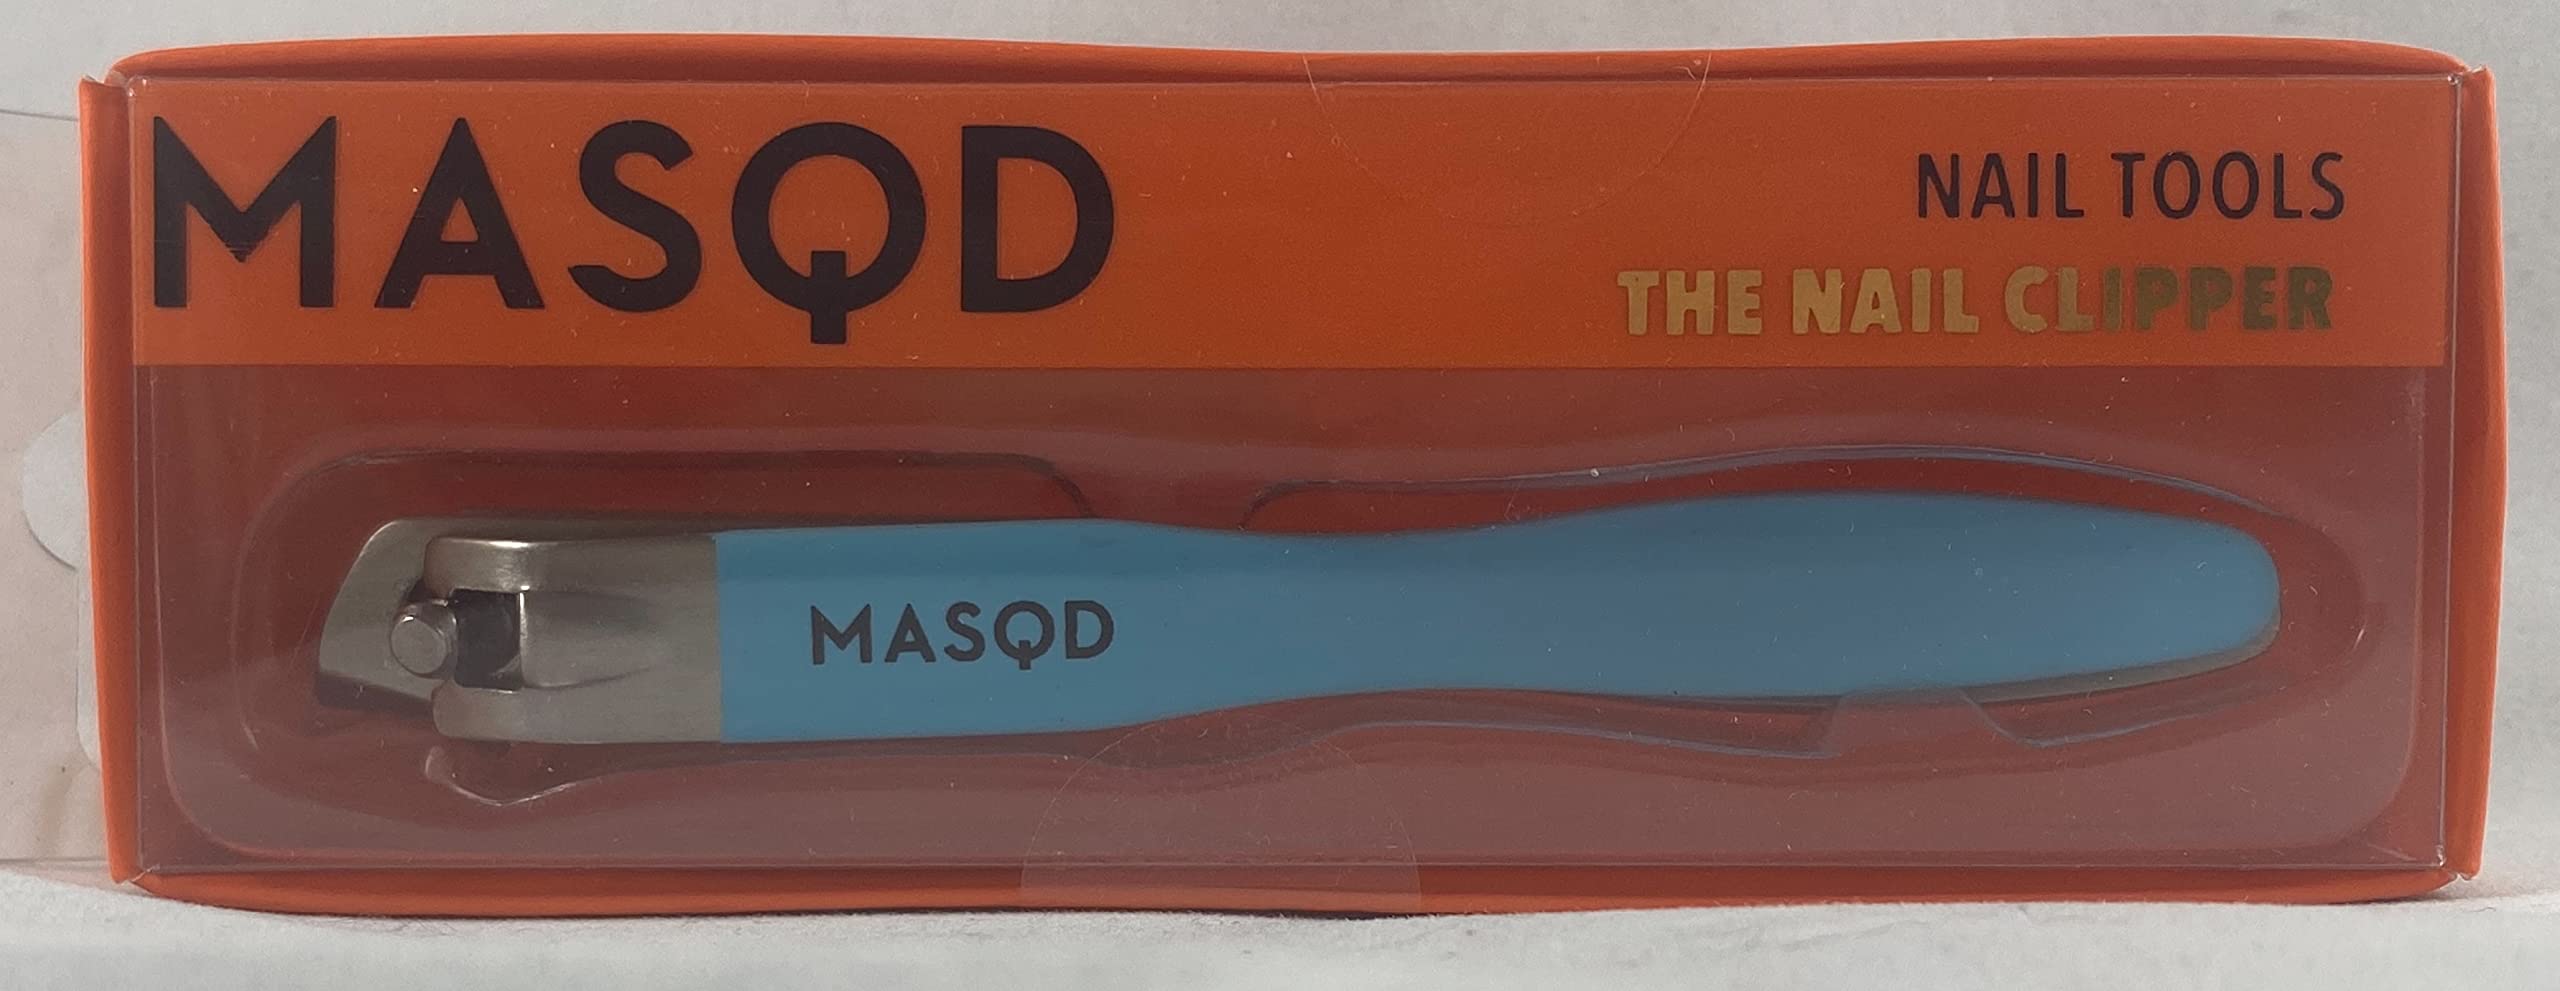 MASQD
NAIL TOOLS
THE NAIL CLIPPER
MASQD